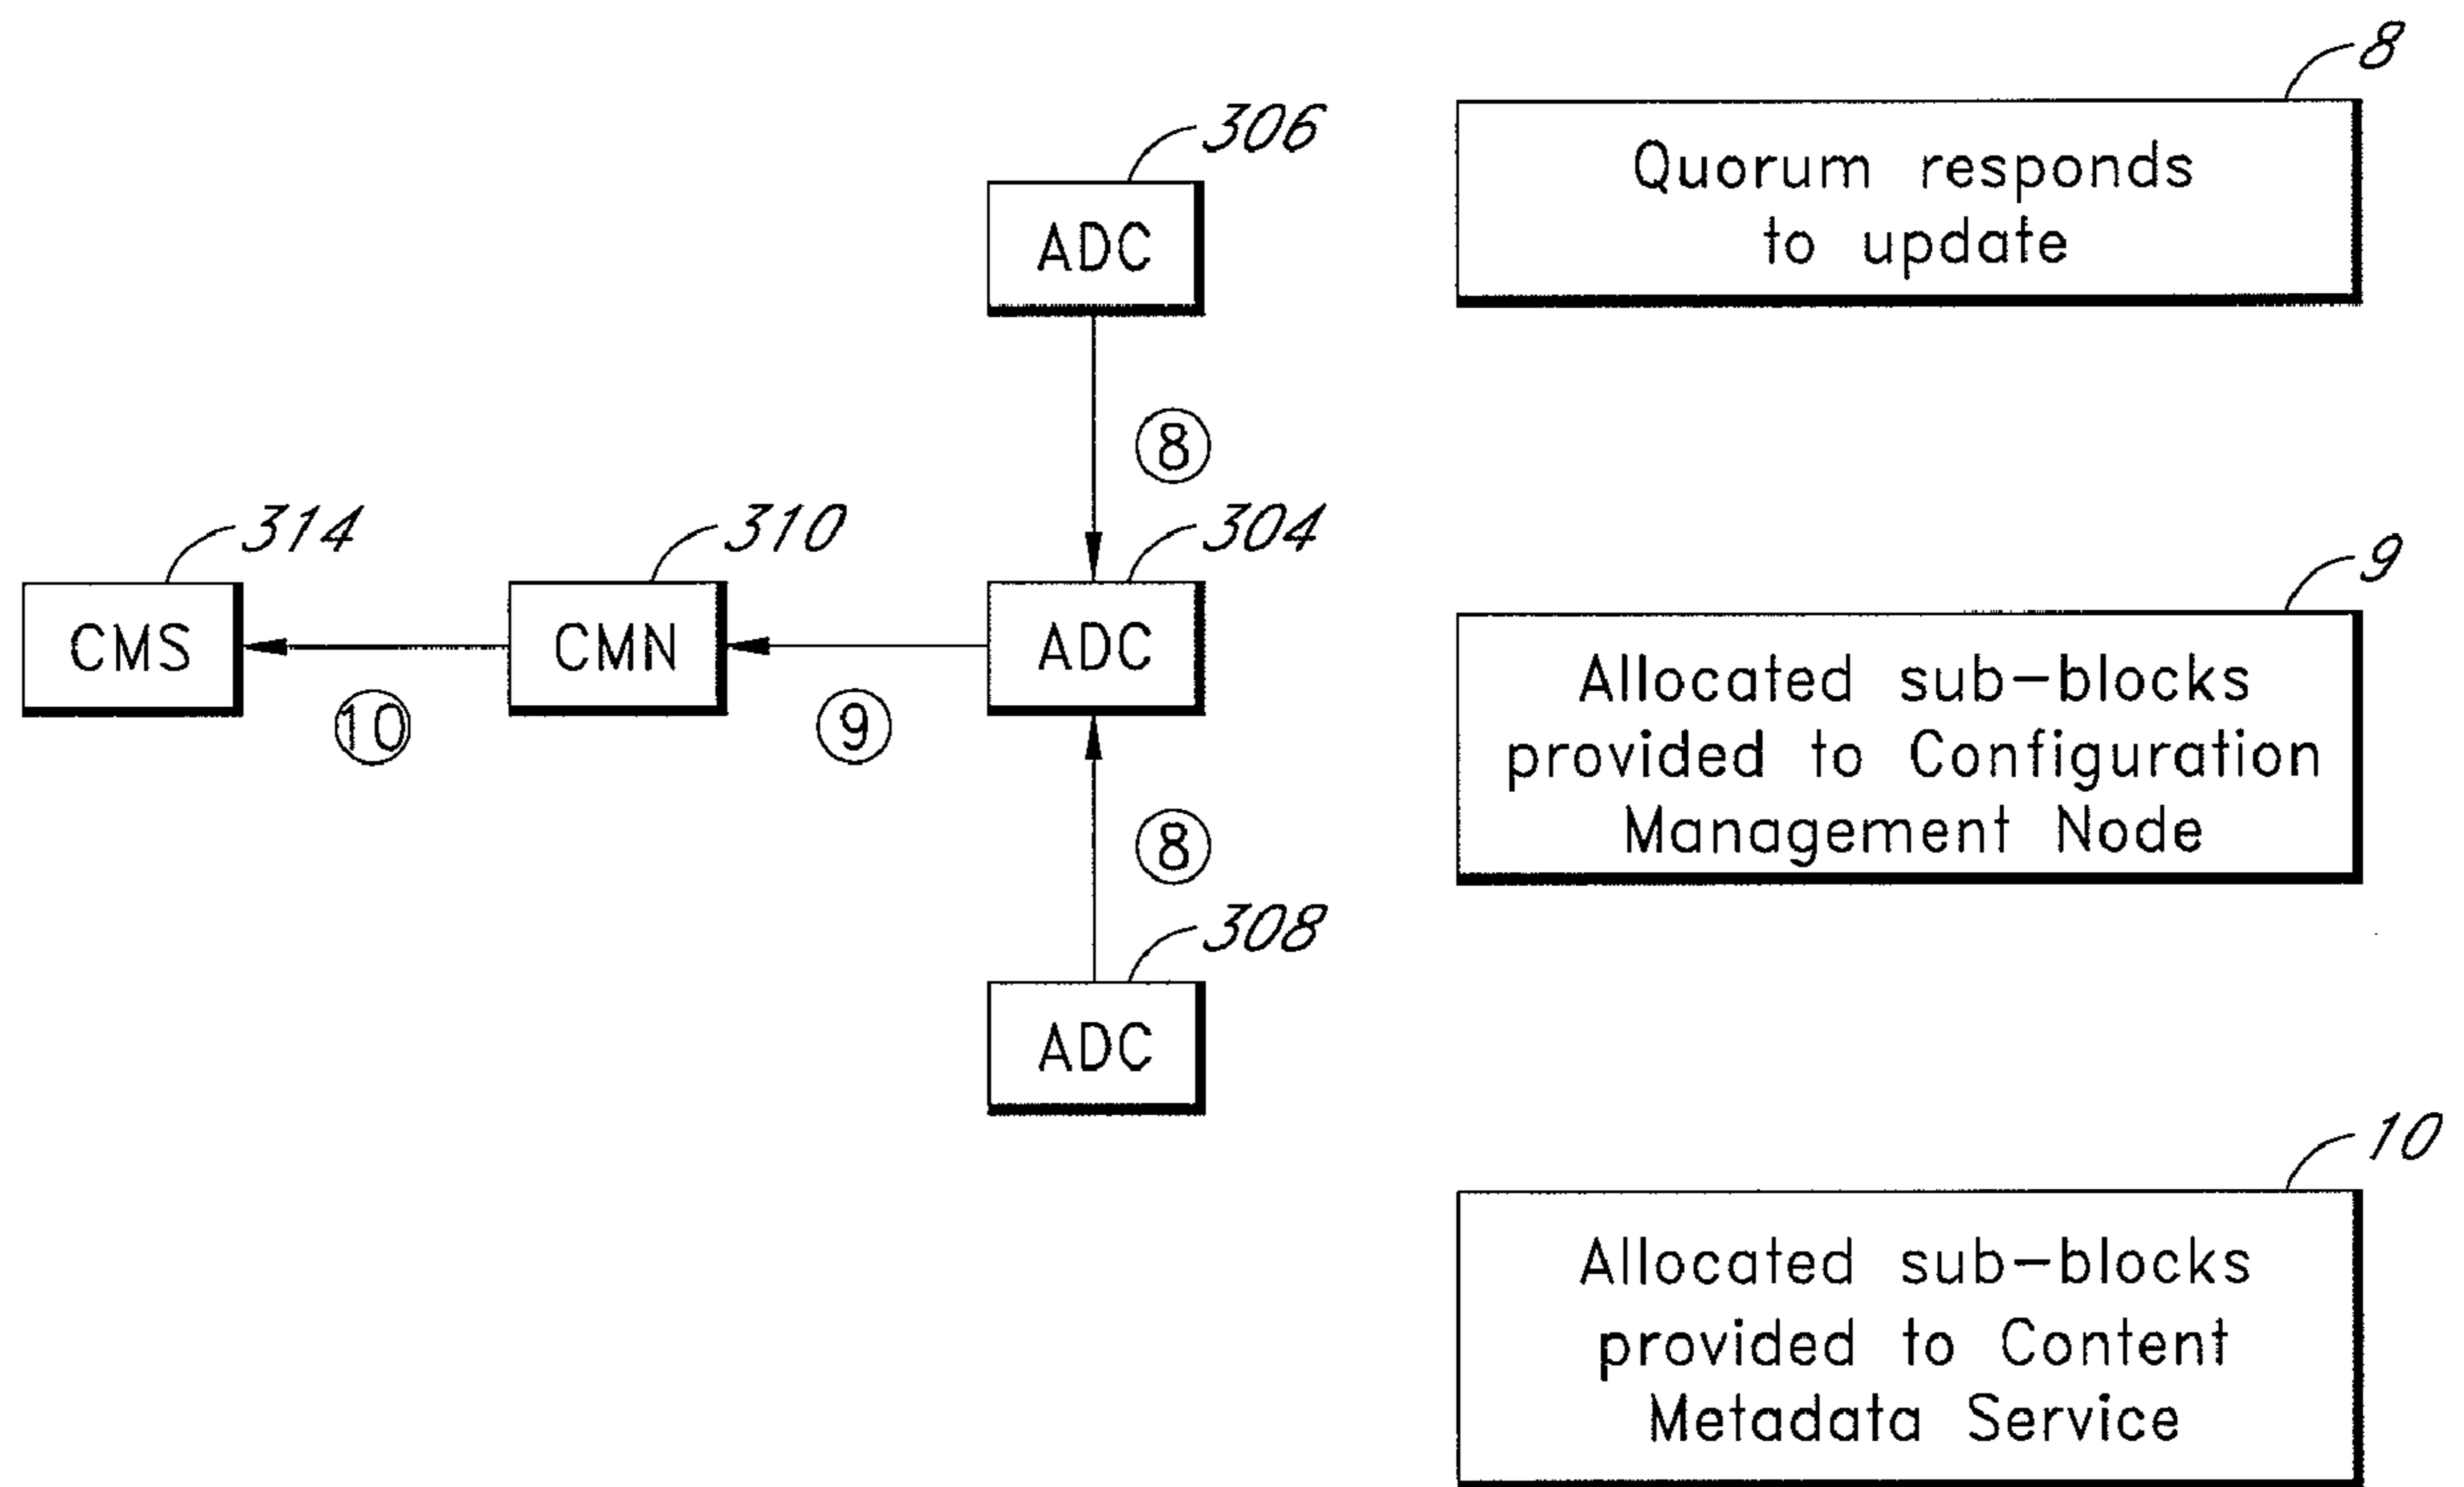 306
ADC
8
314
310
304
CMS
CMN
ADC
10
9
8
308
ADC
8
Quorum responds
to update
9
Allocated sub-blocks
provided to Configuration
Management Node
10
Allocated sub-blocks
provided to Content
Metadata Service